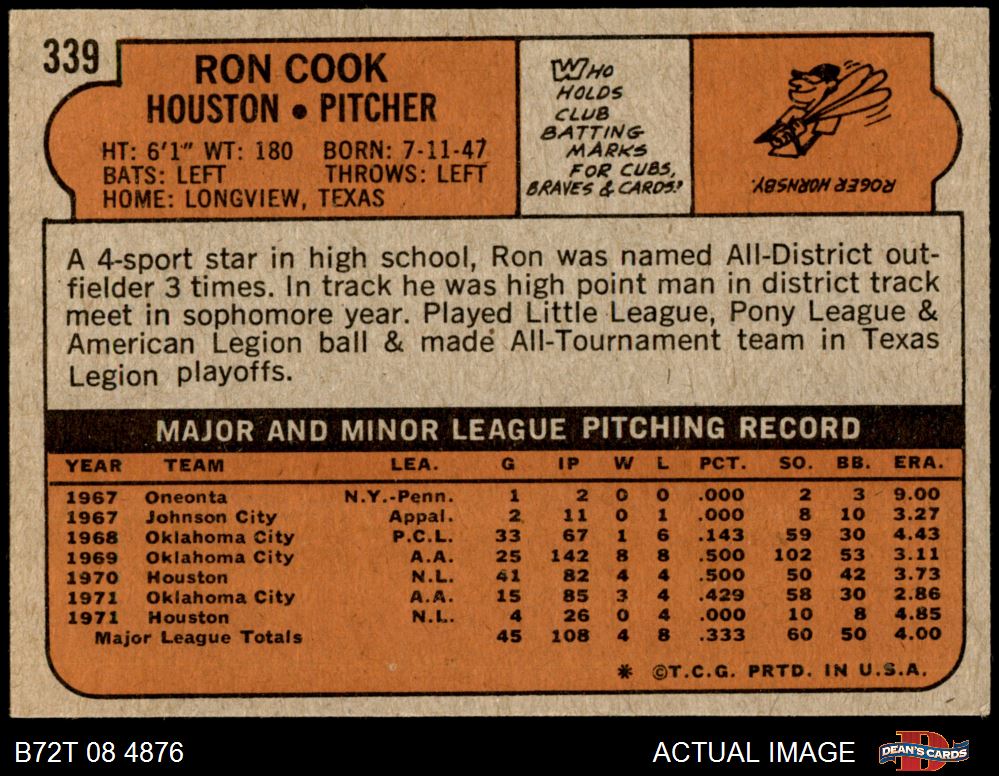 339
RON COOK
HOUSTON • PITCHER
HT: 6'1" WT: 180 BORN: 7-11-47
BATS: LEFT THROWS: LEFT
HOME: LONGVIEW, TEXAS
WHO
HOLDS
CLUB
BATTING
MARKS
FOR CUBS,
BRAVES & CARDS?
ROGER HORNSBY.
A 4-sport star in high school, Ron was named All-District out-
fielder 3 times. In track he was high point man in district track
meet in sophomore year. Played Little League, Pony League &
American Legion ball & made All-Tournament team in Texas
Legion playoffs.
MAJOR AND MINOR LEAGUE PITCHING RECORD
YEAR TEAM LEA. G IP W L PCT. SO. BB. ERA.
1967 Oneonta N.Y.-Penn. 1 2 0 0 .000 2 3 9.00
1967 Johnson City Appal. 2 11 0 1 .000 8 10 3.27
1968 Oklahoma City P.C.L. 33 67 1 6 .143 59 30 4.43
1969 Oklahoma City A.A. 25 142 8 8 .500 102 53 3.11
1970 Houston N.L. 41 82 4 4 .500 50 42 3.73
1971 Oklahoma City A.A. 15 85 3 4 .429 58 30 2.86
1971 Houston N.L. 4 26 0 4 .000 10 8 4.85
Major League Totals 45 108 4 8 .333 60 50 4.00
* ©T.C.G. PRTD. IN U.S.A.
B72T 08 4876 ACTUAL IMAGE DEAN'S CARDS